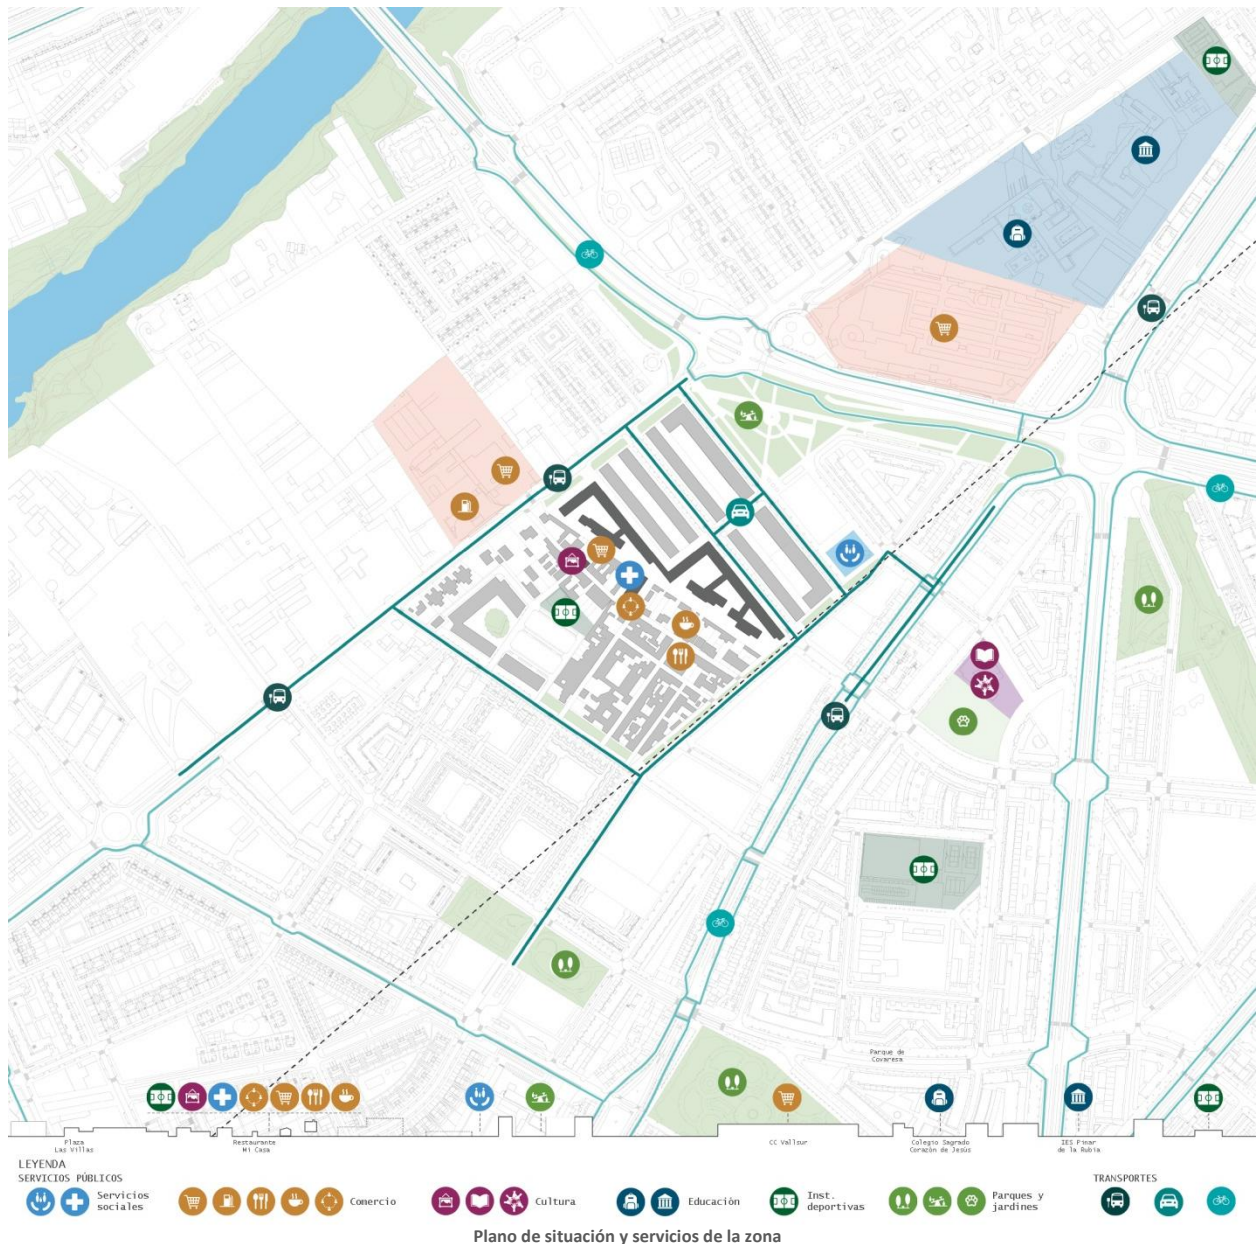 Parque de
Covaresa
Plaza
Las Villas
Restaurante
Mi Casa
CC Vallsur
Colegio Sagrado
Corazón de Jesús
IES Pinar
de la Rubia
LEYENDA
SERVICIOS PÚBLICOS
TRANSPORTES
Servicios
sociales
Comercio
Cultura
Educación
Inst.
deportivas
Parques y
jardines
Plano de situación y servicios de la zona